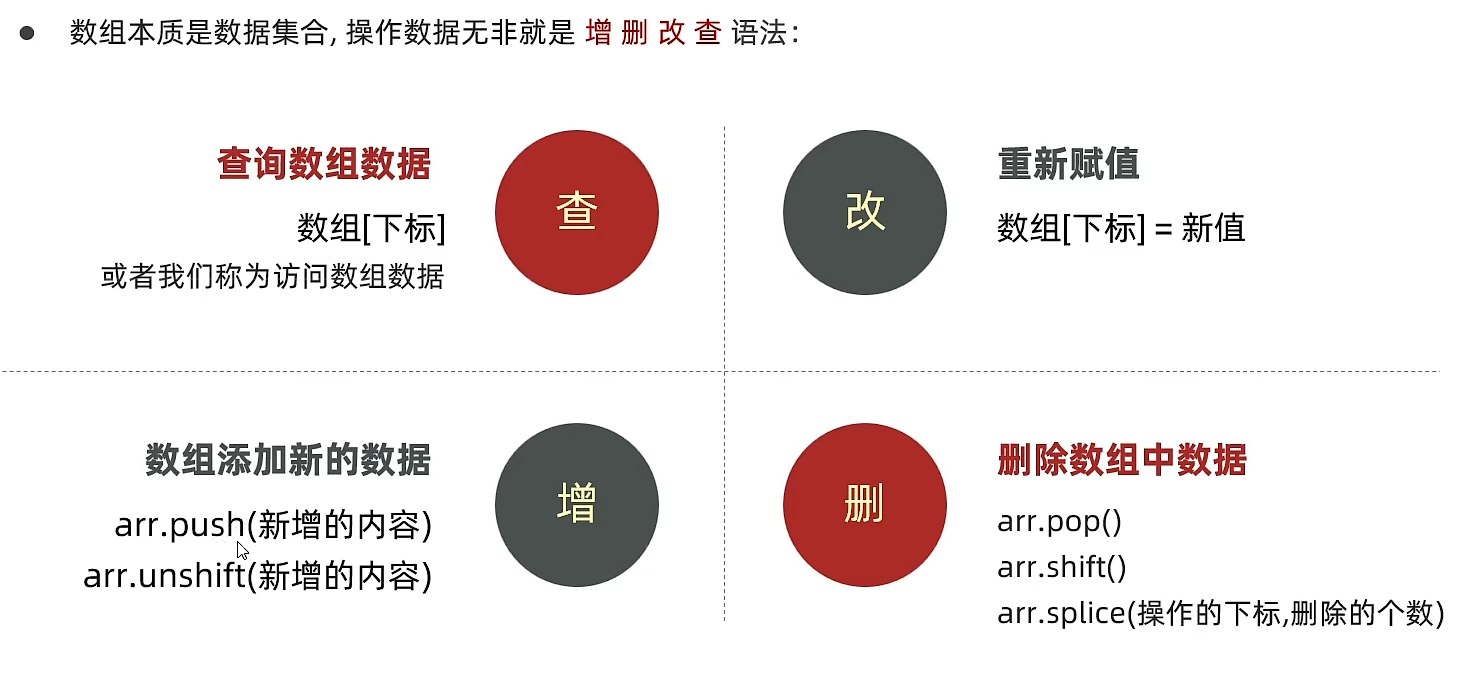 数组本质是数据集合, 操作数据无非就是 增 删 改 查 语法：
查询数组数据
数组[下标]
或者我们称为访问数组数据
查
改
重新赋值
数组[下标] = 新值
数组添加新的数据
arr.push(新增的内容)
arr.unshift(新增的内容)
增
删
删除数组中数据
arr.pop()
arr.shift()
arr.splice(操作的下标,删除的个数)